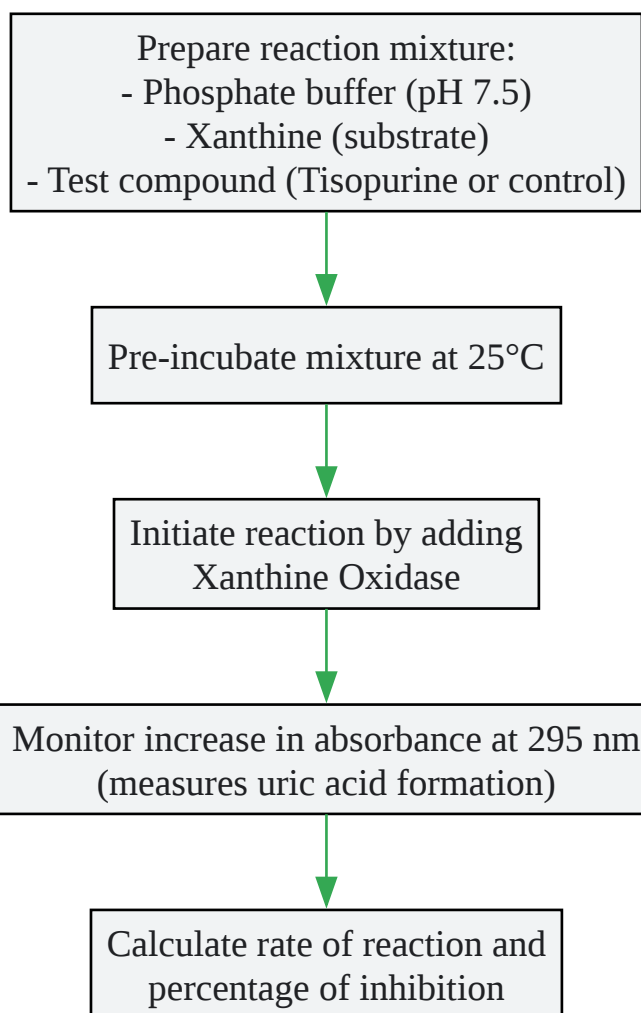 Prepare reaction mixture:
- Phosphate buffer (pH 7.5)
- Xanthine (substrate)
- Test compound (Tisopurine or control)
Pre-incubate mixture at 25°C
Initiate reaction by adding
Xanthine Oxidase
Monitor increase in absorbance at 295 nm
(measures uric acid formation)
Calculate rate of reaction and
percentage of inhibition